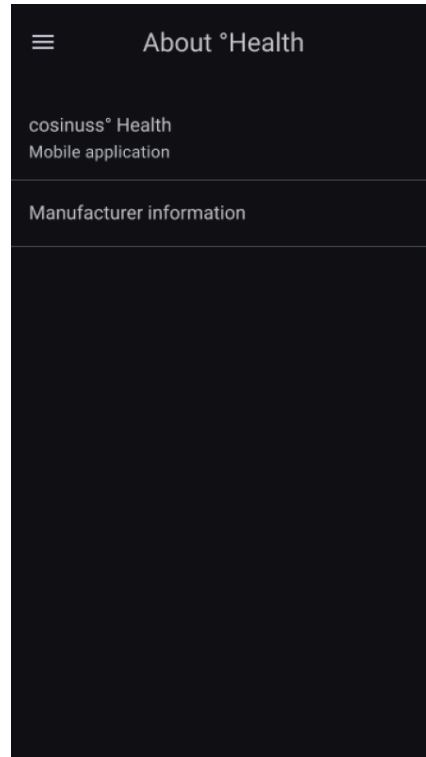 About °Health
cosinuss° Health
Mobile application
Manufacturer information